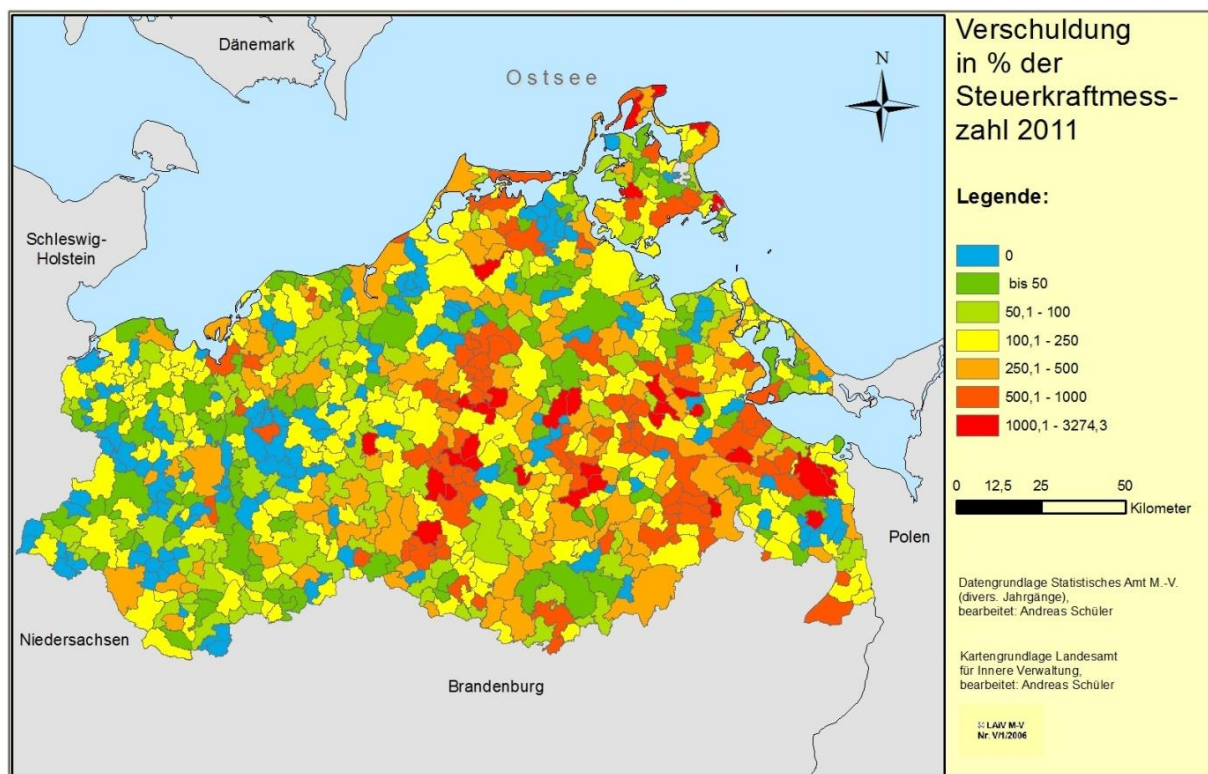 Dänemark
Ostsee
N
Schleswig-
Holstein
Niedersachsen
Brandenburg
Polen
Verschuldung
in % der
Steuerkraftmess-
zahl 2011
Legende:
0
bis 50
50,1 - 100
100,1 - 250
250,1 - 500
500,1 - 1000
1000,1 - 3274,3
0 12,5 25 50
Kilometer
Datengrundlage Statistisches Amt M.-V.
(divers. Jahrgänge),
bearbeitet: Andreas Schüler
Kartengrundlage Landesamt
für Innere Verwaltung,
bearbeitet: Andreas Schüler
© LAiV M-V
Nr. V/1/2006